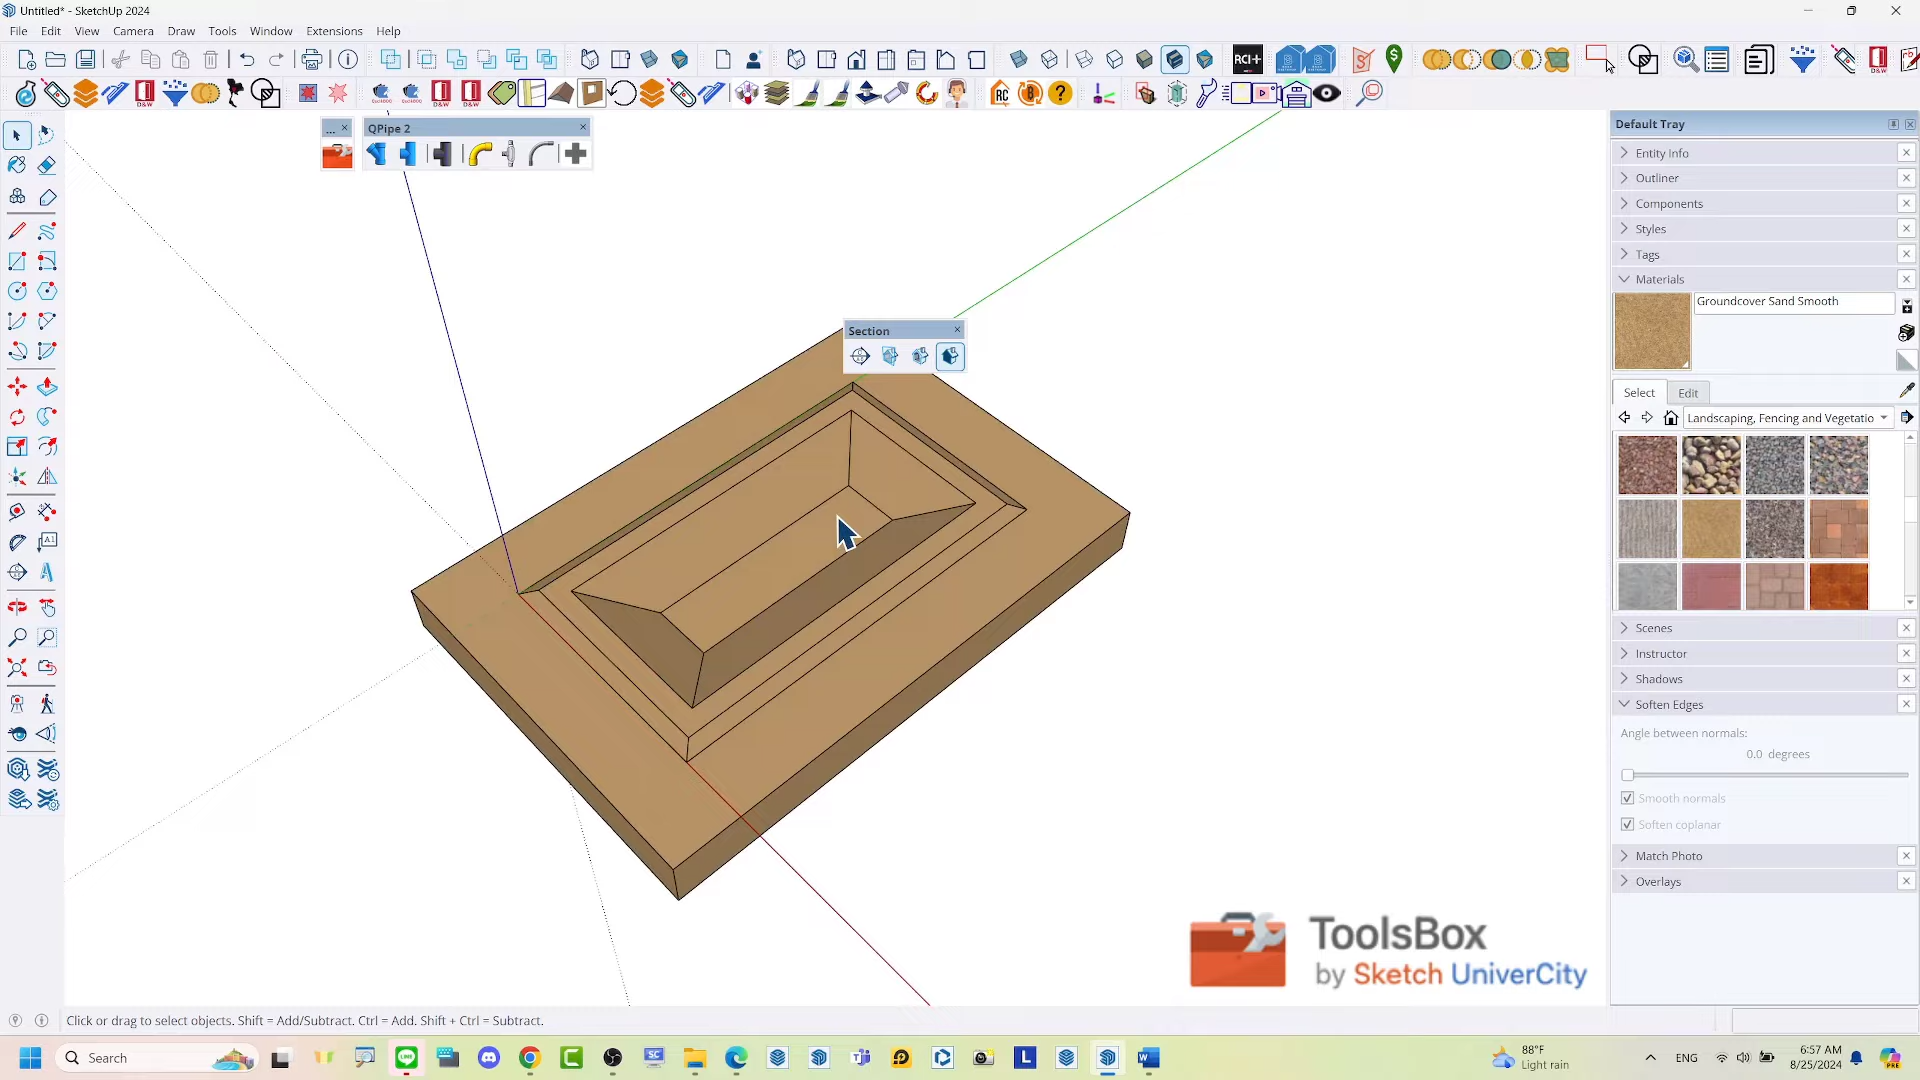 Untitled* - SketchUp 2024
File Edit View Camera Draw Tools Window Extensions Help
RCI+
D&W
D&W
D&W
D&W
RC
B
?
... ×
QPipe 2
Default Tray
Entity Info
Outliner
Components
Styles
Tags
Materials
Groundcover Sand Smooth
Section
Select Edit
Landscaping, Fencing and Vegetatio
Scenes
Instructor
Shadows
Soften Edges
Angle between normals:
0.0 degrees
Smooth normals
Soften coplanar
Match Photo
Overlays
ToolsBox
by Sketch UniverCity
Click or drag to select objects. Shift = Add/Subtract. Ctrl = Add. Shift + Ctrl = Subtract.
Search
88°F
Light rain
ENG
6:57 AM
8/25/2024